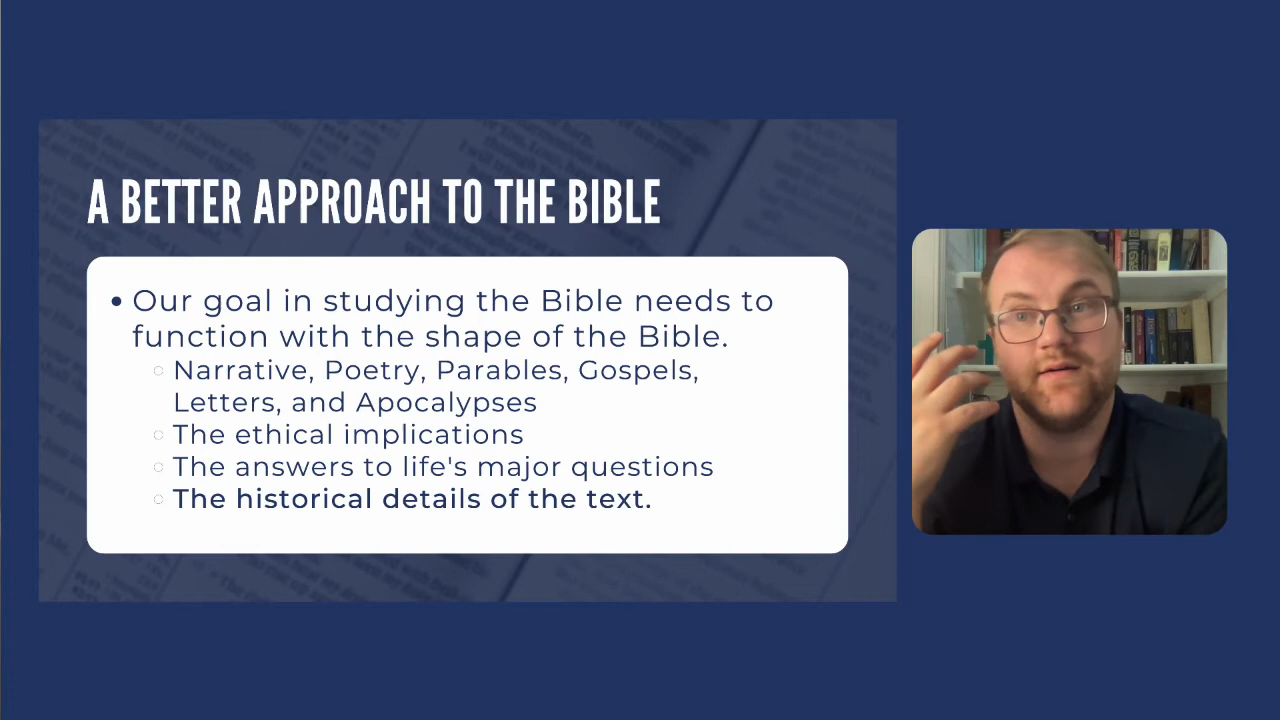 A BETTER APPROACH TO THE BIBLE
• Our goal in studying the Bible needs to
function with the shape of the Bible.
○ Narrative, Poetry, Parables, Gospels,
Letters, and Apocalypses
○ The ethical implications
○ The answers to life's major questions
○ The historical details of the text.